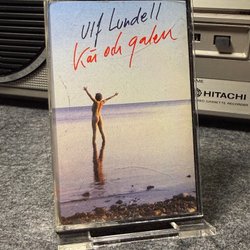 Ulf Lundell
Kär och galen
HITACHI